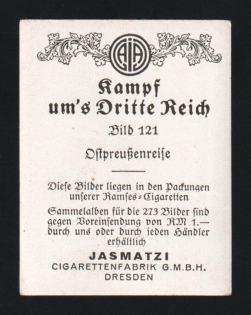 AJA
Kampf
um's Dritte Reich
Bild 121
Ostpreußenreise
Diese Bilder liegen in den Packungen
unserer Ramses-Cigaretten
Sammelalben für die 273 Bilder sind
gegen Voreinsendung von RM 1.—
durch uns oder durch jeden Händler
erhältlich
JASMATZI
CIGARETTENFABRIK G.M.B.H.
DRESDEN